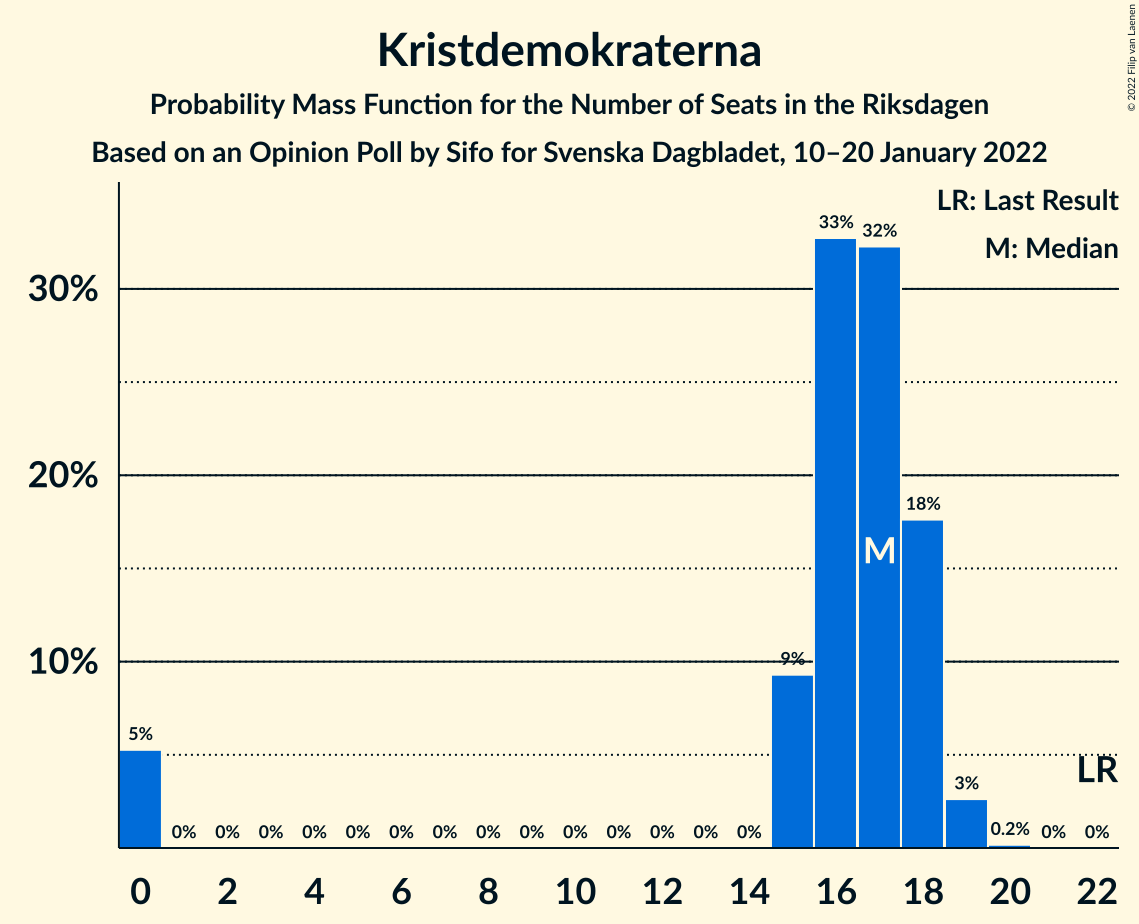 Kristdemokraterna
Probability Mass Function for the Number of Seats in the Riksdagen
Based on an Opinion Poll by Sifo for Svenska Dagbladet, 10–20 January 2022
© 2022 Filip van Laenen
LR: Last Result
M: Median
33%
32%
30%
20%
18%
M
10%
9%
5%
LR
3%
0% 0% 0% 0% 0% 0% 0% 0% 0% 0% 0% 0% 0% 0% 0.2% 0% 0%
0 2 4 6 8 10 12 14 16 18 20 22